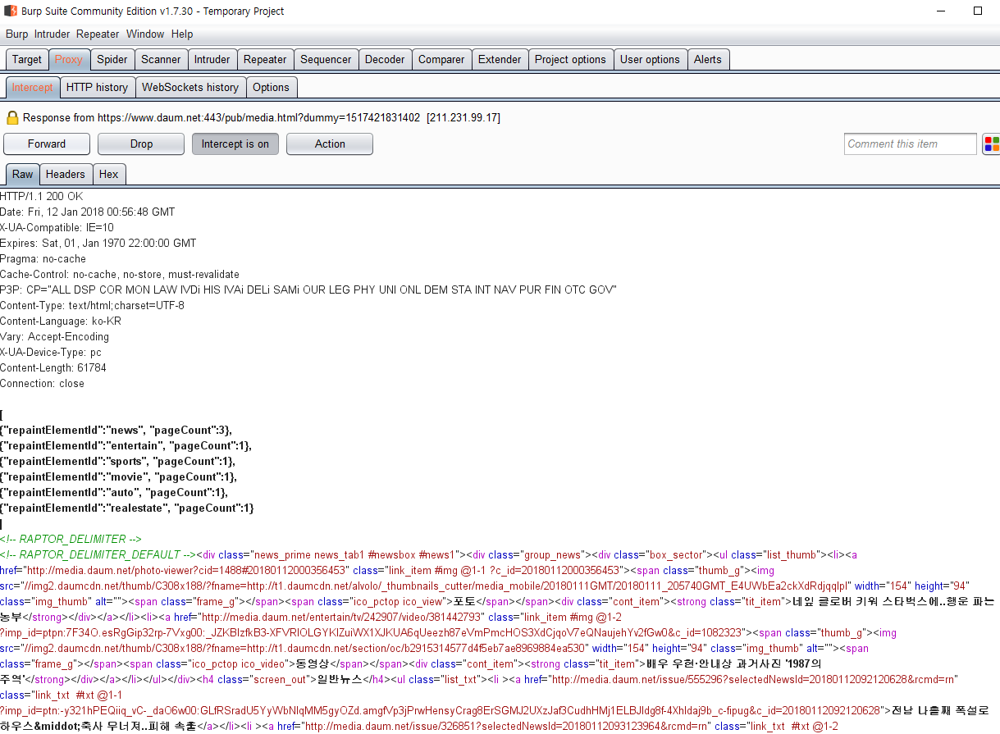 Burp Suite Community Edition v1.7.30 - Temporary Project
Burp Intruder Repeater Window Help
Target Proxy Spider Scanner Intruder Repeater Sequencer Decoder Comparer Extender Project options User options Alerts
Intercept HTTP history WebSockets history Options
Response from https://www.daum.net:443/pub/media.html?dummy=1517421831402 [211.231.99.17]
Forward Drop Intercept is on Action Comment this item
Raw Headers Hex
HTTP/1.1 200 OK
Date: Fri, 12 Jan 2018 00:56:48 GMT
X-UA-Compatible: IE=10
Expires: Sat, 01, Jan 1970 22:00:00 GMT
Pragma: no-cache
Cache-Control: no-cache, no-store, must-revalidate
P3P: CP="ALL DSP COR MON LAW IVDi HIS IVAi DELi SAMi OUR LEG PHY UNI ONL DEM STA INT NAV PUR FIN OTC GOV"
Content-Type: text/html;charset=UTF-8
Content-Language: ko-KR
Vary: Accept-Encoding
X-UA-Device-Type: pc
Content-Length: 61784
Connection: close
[
{"repaintElementId":"news", "pageCount":3},
{"repaintElementId":"entertain", "pageCount":1},
{"repaintElementId":"sports", "pageCount":1},
{"repaintElementId":"movie", "pageCount":1},
{"repaintElementId":"auto", "pageCount":1},
{"repaintElementId":"realestate", "pageCount":1}
]
<!-- RAPTOR_DELIMITER -->
<!-- RAPTOR_DELIMITER_DEFAULT --><div class="news_prime news_tab1 #newsbox #news1"><div class="group_news"><div class="box_sector"><ul class="list_thumb"><li><a
href="http://media.daum.net/photo-viewer?cid=1488#20180112000356453" class="link_item #img @1-1 ?c_id=20180112000356453"><span class="thumb_g"><img
src="//img2.daumcdn.net/thumb/C308x188/?fname=http://t1.daumcdn.net/alvolo/_thumbnails_cutter/media_mobile/20180111GMT/20180111_205740GMT_E4UWbEa2ckXdRdjqqIpI" width="154" height="94"
class="img_thumb" alt=""><span class="frame_g"></span><span class="ico_pctop ico_view">포토</span></span><div class="cont_item"><strong class="tit_item">네잎 클로버 키워 스타벅스에..행운 파는
농부</strong></div></a></li><li><a href="http://media.daum.net/entertain/tv/242907/video/381442793" class="link_item #img @1-2
?imp_id=ptpn:7F34O.esRgGip32rp-7Vxg00:_JZKBIzfkB3-XFVRIOLGYKIZuiWX1XJKUA6qUeezh87eVmPmcHOS3XdCjqoV7eQNaujehYv2fGw0&c_id=1082323"><span class="thumb_g"><img
src="//img2.daumcdn.net/thumb/C308x188/?fname=http://t1.daumcdn.net/section/oc/b2915314577d4f5eb7ae8969884ea530" width="154" height="94" class="img_thumb" alt=""><span
class="frame_g"></span><span class="ico_pctop ico_video">동영상</span></span><div class="cont_item"><strong class="tit_item">배우 우현·안내상 과거사진 '1987의
주역'</strong></div></a></li></ul></div><h4 class="screen_out">일반뉴스</h4><ul class="list_txt"><li ><a href="http://media.daum.net/issue/555296?selectedNewsId=20180112092120628&rcmd=rn"
class="link_txt #txt @1-1
?imp_id=ptn:-y321hPEQiiq_vC-_daO6w00:GLfRSradU5YyWbNIqMM5gyOZd.amgfVp3jPrwHensyCrag8ErSGMJ2UXzJaf3CudhHMj1ELBJIdg8f-4XhIdaj9b_c-fipug&c_id=20180112092120628">전남 나흘째 폭설로
하우스&middot;축사 무너져..피해 속출</a></li><li ><a href="http://media.daum.net/issue/326851?selectedNewsId=20180112093123964&rcmd=rn" class="link_txt #txt @1-2